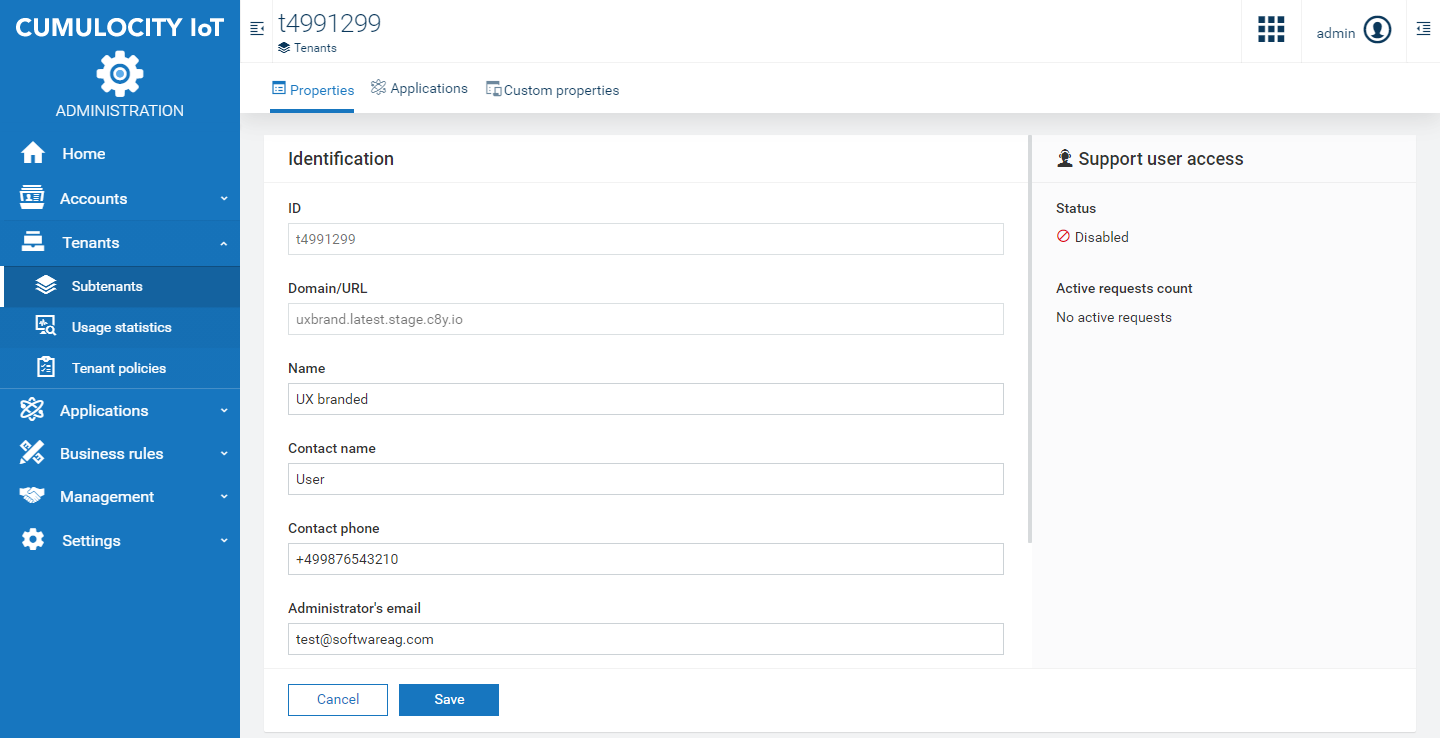 CUMULOCITY IoT
ADMINISTRATION
Home
Accounts
Tenants
Subtenants
Usage statistics
Tenant policies
Applications
Business rules
Management
Settings
t4991299
Tenants
admin
Properties
Applications
Custom properties
Identification
ID
t4991299
Domain/URL
uxbrand.latest.stage.c8y.io
Name
UX branded
Contact name
User
Contact phone
+499876543210
Administrator's email
test@softwareag.com
Cancel
Save
Support user access
Status
Disabled
Active requests count
No active requests